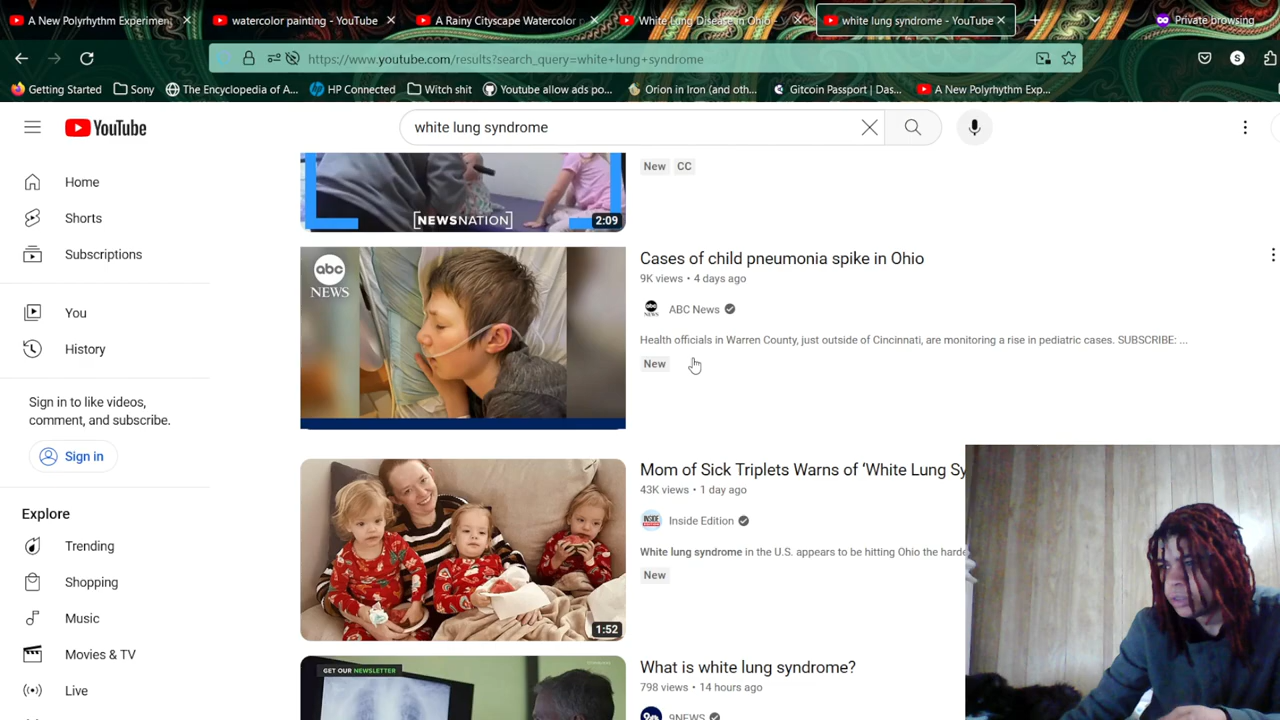 A New Polyrhythm Experiment
watercolor painting - YouTube
A Rainy Cityscape Watercolor
White Lung Disease in Ohio - Y
white lung syndrome - YouTube
Private browsing
https://www.youtube.com/results?search_query=white+lung+syndrome
S
Getting Started
Sony
The Encyclopedia of A...
HP Connected
Witch shit
Youtube allow ads po...
Orion in Iron (and oth...
Gitcoin Passport | Das...
A New Polyrhythm Exp...
YouTube
white lung syndrome
Home
Shorts
Subscriptions
You
History
Sign in to like videos,
comment, and subscribe.
Sign in
Explore
Trending
Shopping
Music
Movies & TV
Live
[NEWSNATION]
2:09
New CC
abc
NEWS
Cases of child pneumonia spike in Ohio
9K views • 4 days ago
abc
NEWS
ABC News
Health officials in Warren County, just outside of Cincinnati, are monitoring a rise in pediatric cases. SUBSCRIBE: ...
New
1:52
Mom of Sick Triplets Warns of ‘White Lung Sy
43K views • 1 day ago
INSIDE
Inside Edition
White lung syndrome in the U.S. appears to be hitting Ohio the harde
New
GET OUR NEWSLETTER
What is white lung syndrome?
798 views • 14 hours ago
9NEWS